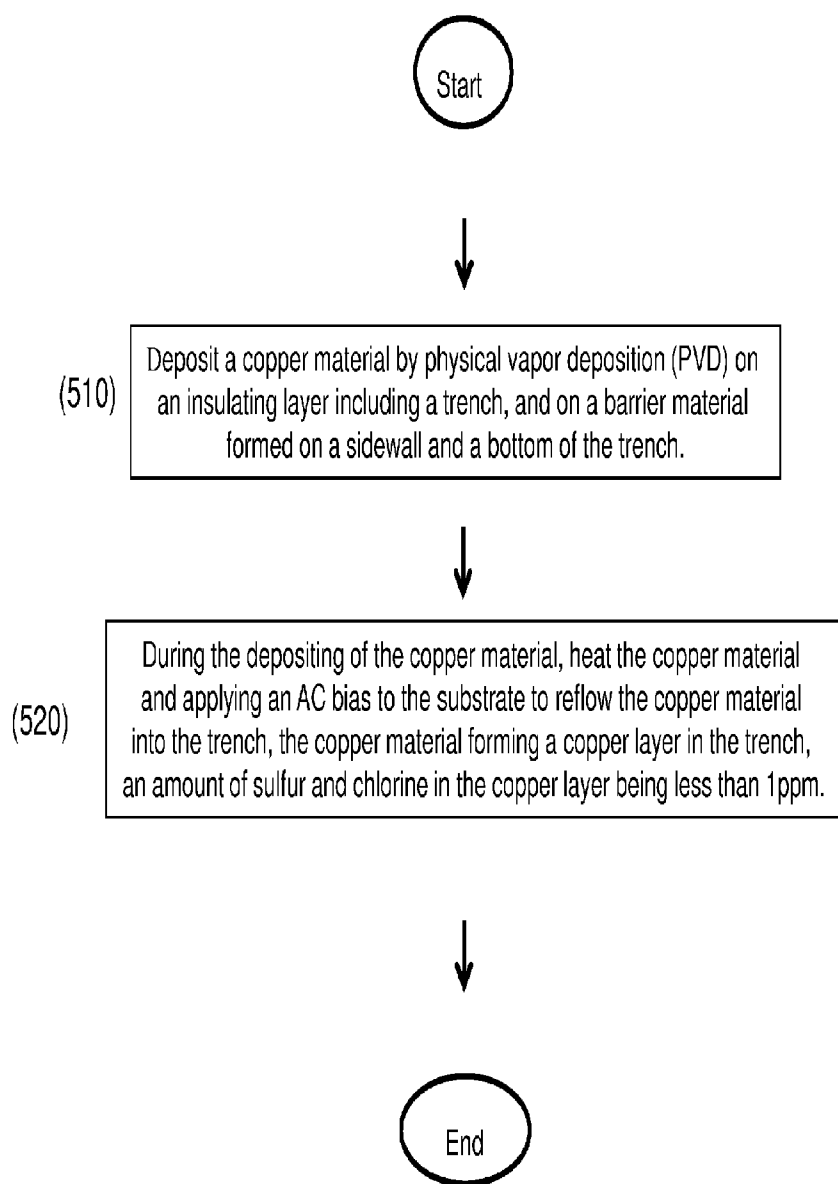 Start
(510)
Deposit a copper material by physical vapor deposition (PVD) on
an insulating layer including a trench, and on a barrier material
formed on a sidewall and a bottom of the trench.
(520)
During the depositing of the copper material, heat the copper material
and applying an AC bias to the substrate to reflow the copper material
into the trench, the copper material forming a copper layer in the trench,
an amount of sulfur and chlorine in the copper layer being less than 1ppm.
End